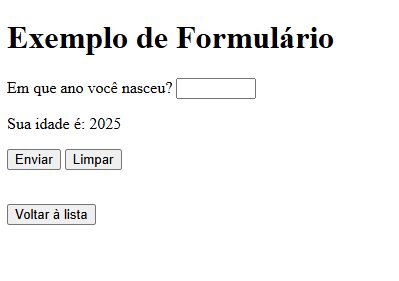 Exemplo de Formulário
Em que ano você nasceu?
Sua idade é: 2025
Enviar Limpar
Voltar à lista